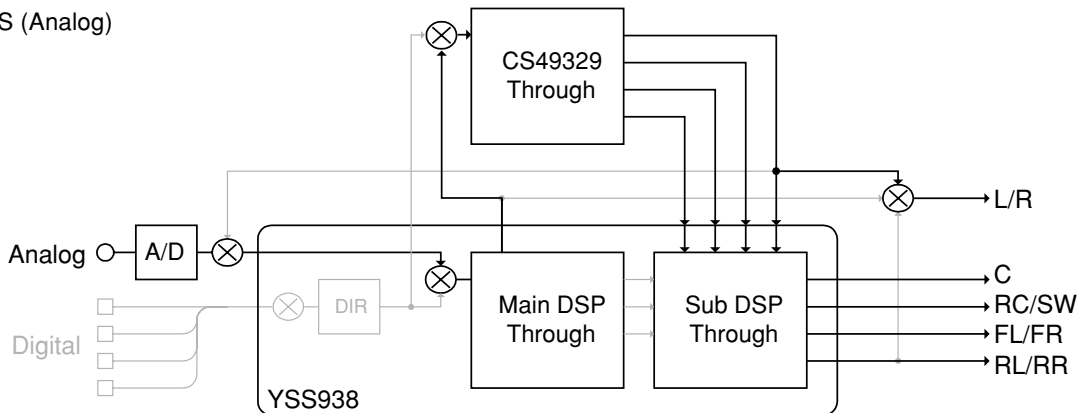 S (Analog)
CS49329
Through
L/R
Analog
A/D
C
DIR
Main DSP
Through
Sub DSP
Through
RC/SW
FL/FR
Digital
RL/RR
YSS938